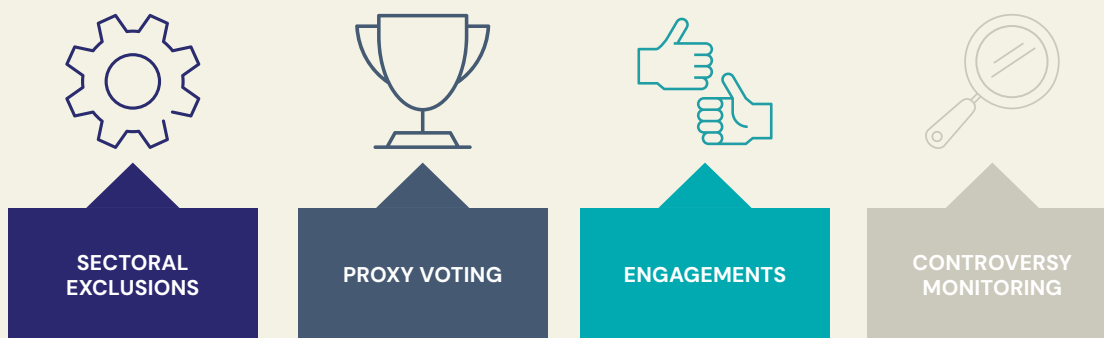 SECTORAL
EXCLUSIONS
PROXY VOTING
ENGAGEMENTS
CONTROVERSY
MONITORING